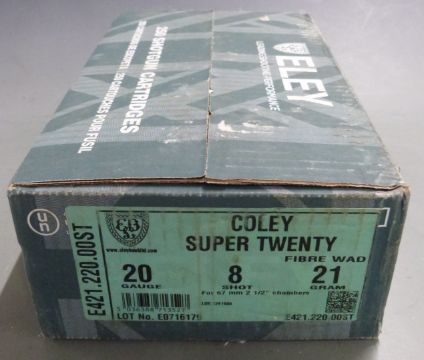 ELEY
250 SHOTGUN CARTRIDGES
COLEY
SUPER TWENTY
FIBRE WAD
20
GAUGE
8
SHOT
21
GRAM
For 67 mm 2 1/2" chambers
E421.220.00ST
LOT No. E0716179
E421.220.00ST